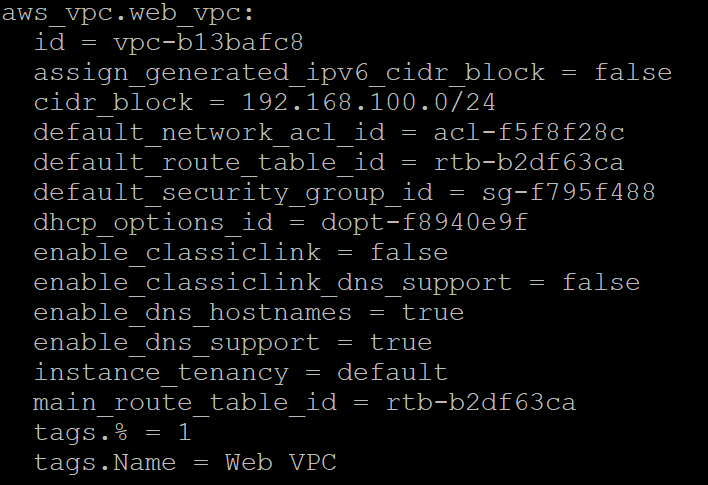 aws_vpc.web_vpc:
  id = vpc-b13bafc8
  assign_generated_ipv6_cidr_block = false
  cidr_block = 192.168.100.0/24
  default_network_acl_id = acl-f5f8f28c
  default_route_table_id = rtb-b2df63ca
  default_security_group_id = sg-f795f488
  dhcp_options_id = dopt-f8940e9f
  enable_classiclink = false
  enable_classiclink_dns_support = false
  enable_dns_hostnames = true
  enable_dns_support = true
  instance_tenancy = default
  main_route_table_id = rtb-b2df63ca
  tags.% = 1
  tags.Name = Web VPC